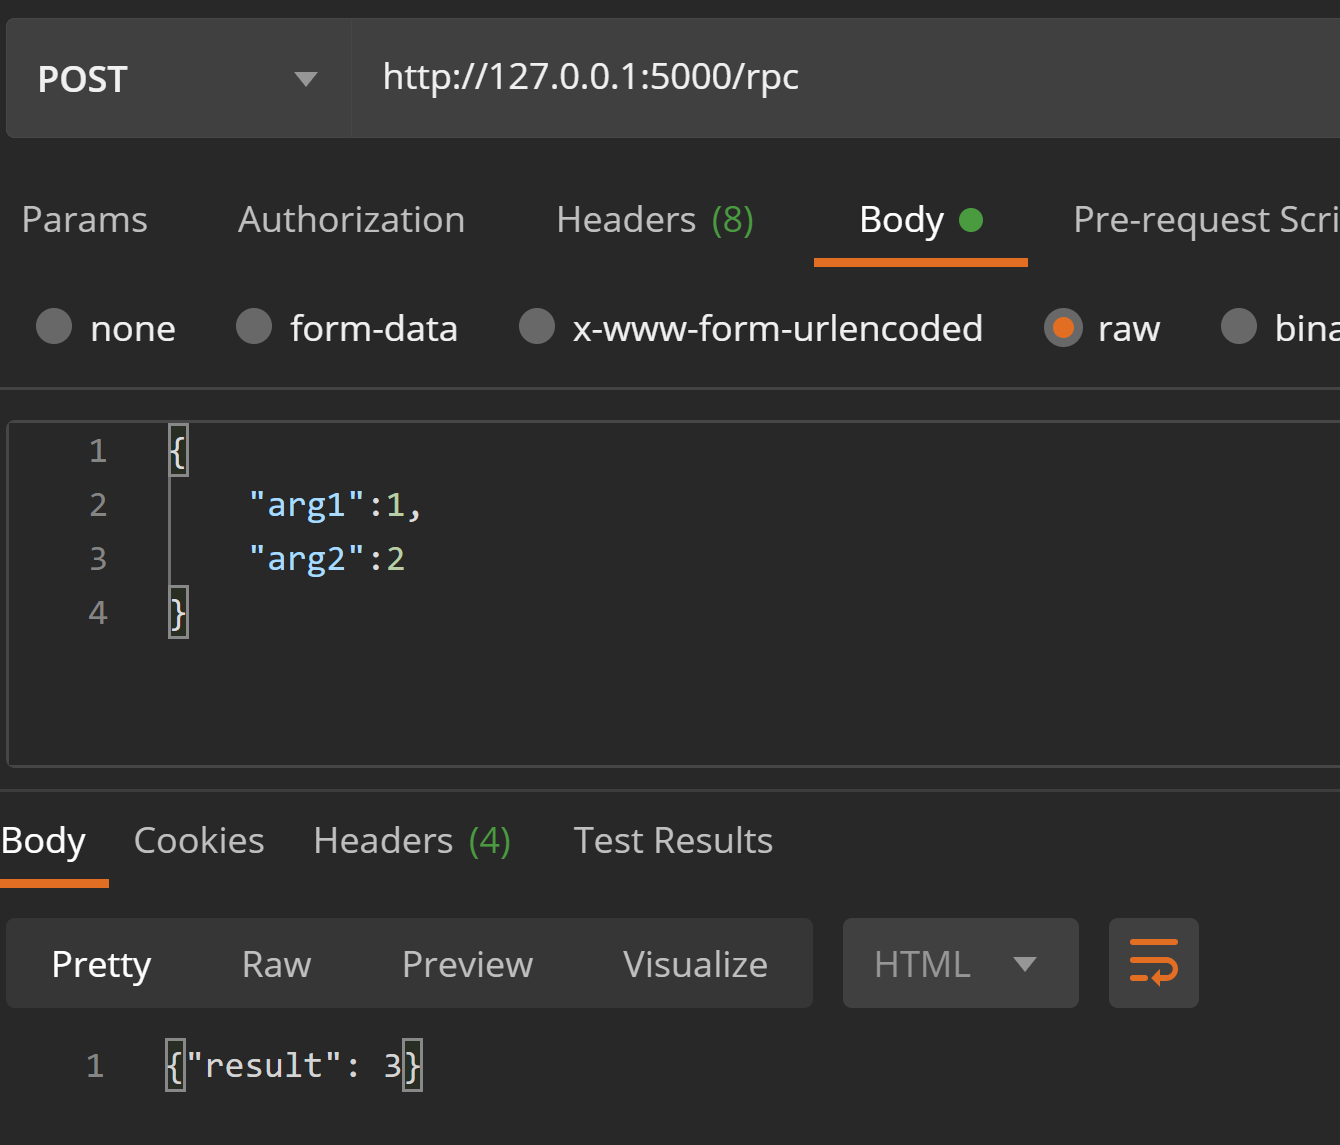 POST http://127.0.0.1:5000/rpc
Params Authorization Headers (8) Body Pre-request Scri
none form-data x-www-form-urlencoded raw bina
1 {
2 "arg1":1,
3 "arg2":2
4 }
Body Cookies Headers (4) Test Results
Pretty Raw Preview Visualize HTML
1 {"result": 3}